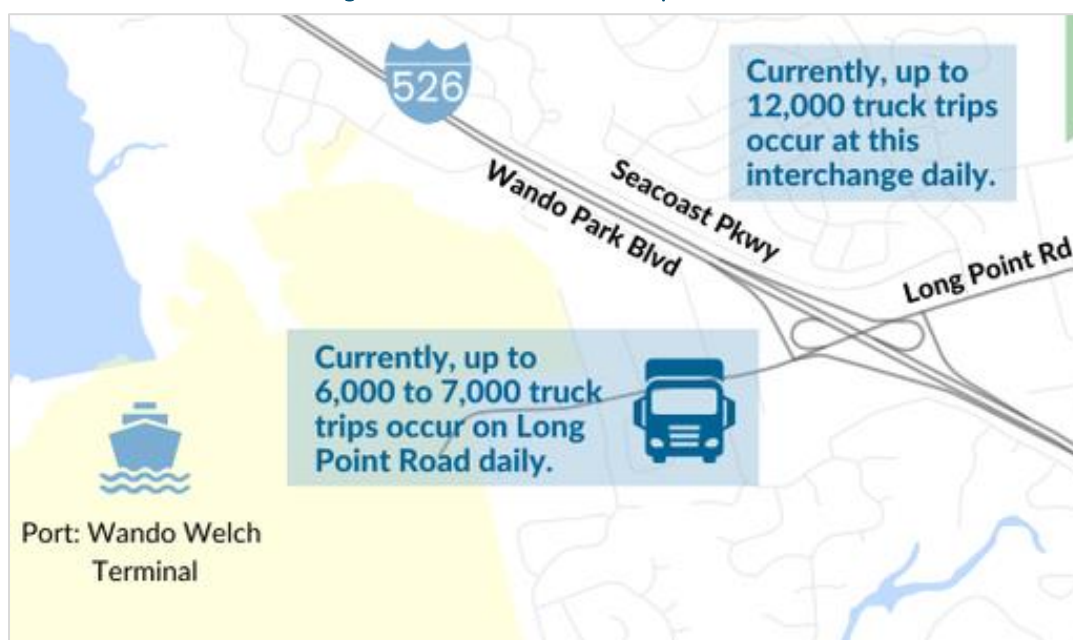 526
Currently, up to
12,000 truck trips
occur at this
interchange daily.
Seacoast Pkwy
Wando Park Blvd
Long Point Rd
Currently, up to
6,000 to 7,000 truck
trips occur on Long
Point Road daily.
Port: Wando Welch
Terminal